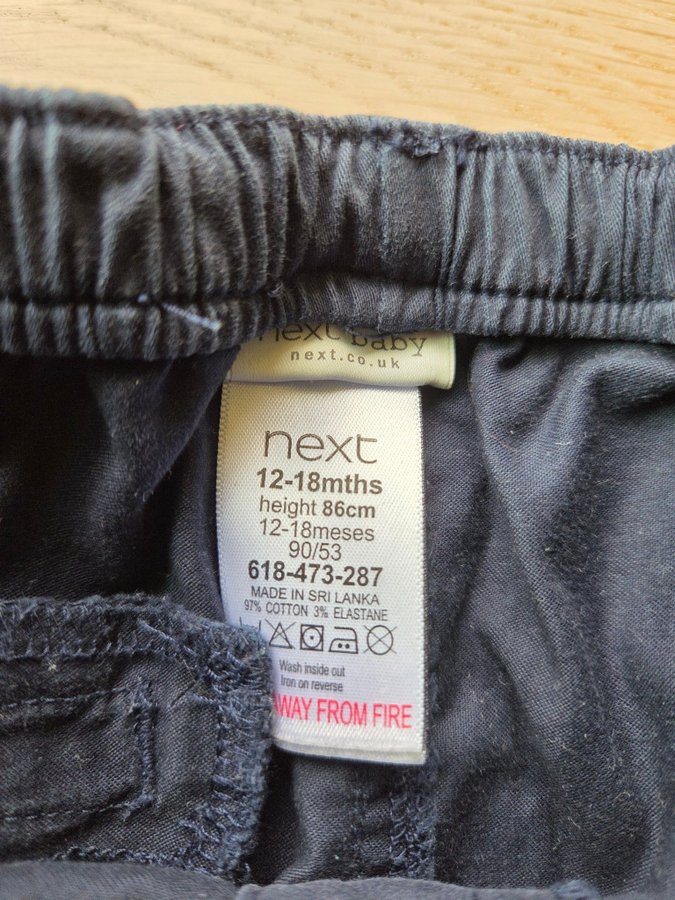 next baby
next.co.uk
next
12-18mths
height 86cm
12-18meses
90/53
618-473-287
MADE IN SRI LANKA
97% COTTON 3% ELASTANE
Wash inside out
Iron on reverse
AWAY FROM FIRE